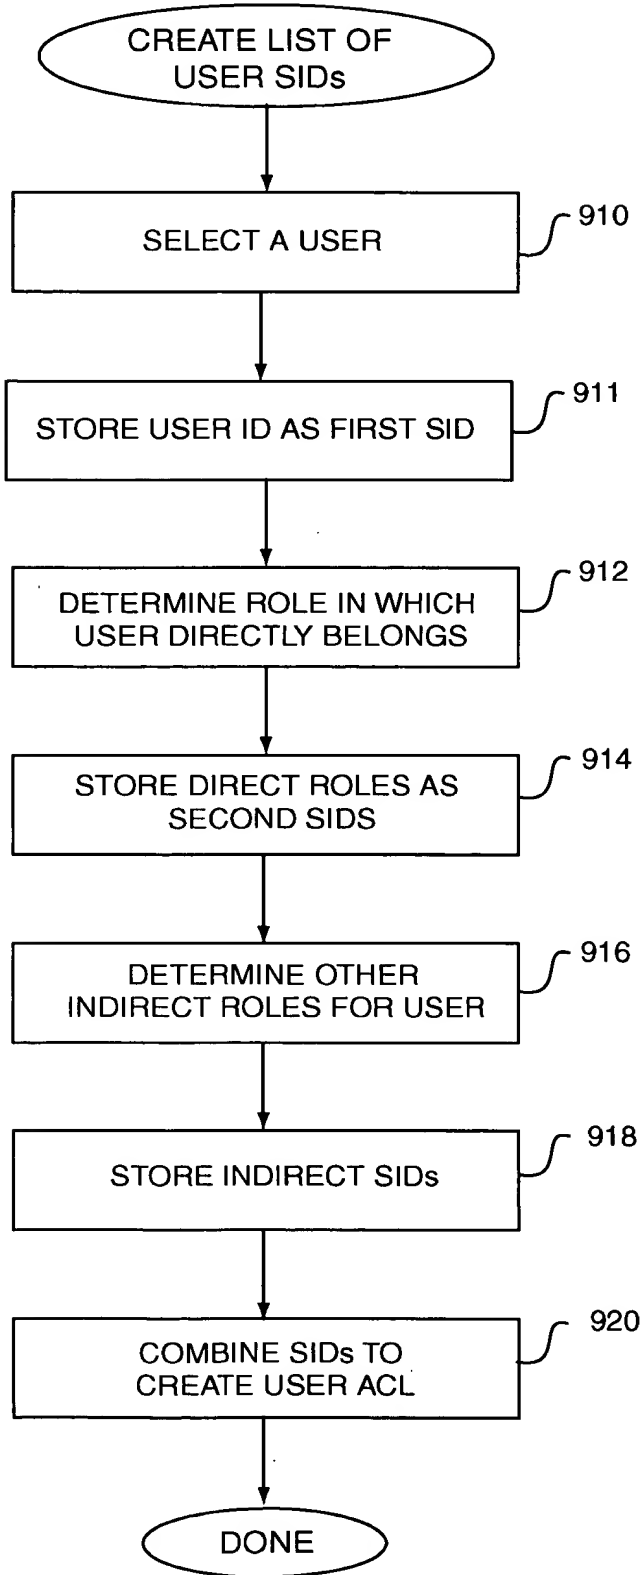 CREATE LIST OF
USER SIDs
SELECT A USER
910
STORE USER ID AS FIRST SID
911
DETERMINE ROLE IN WHICH
USER DIRECTLY BELONGS
912
STORE DIRECT ROLES AS
SECOND SIDS
914
DETERMINE OTHER
INDIRECT ROLES FOR USER
916
STORE INDIRECT SIDs
918
COMBINE SIDs TO
CREATE USER ACL
920
DONE